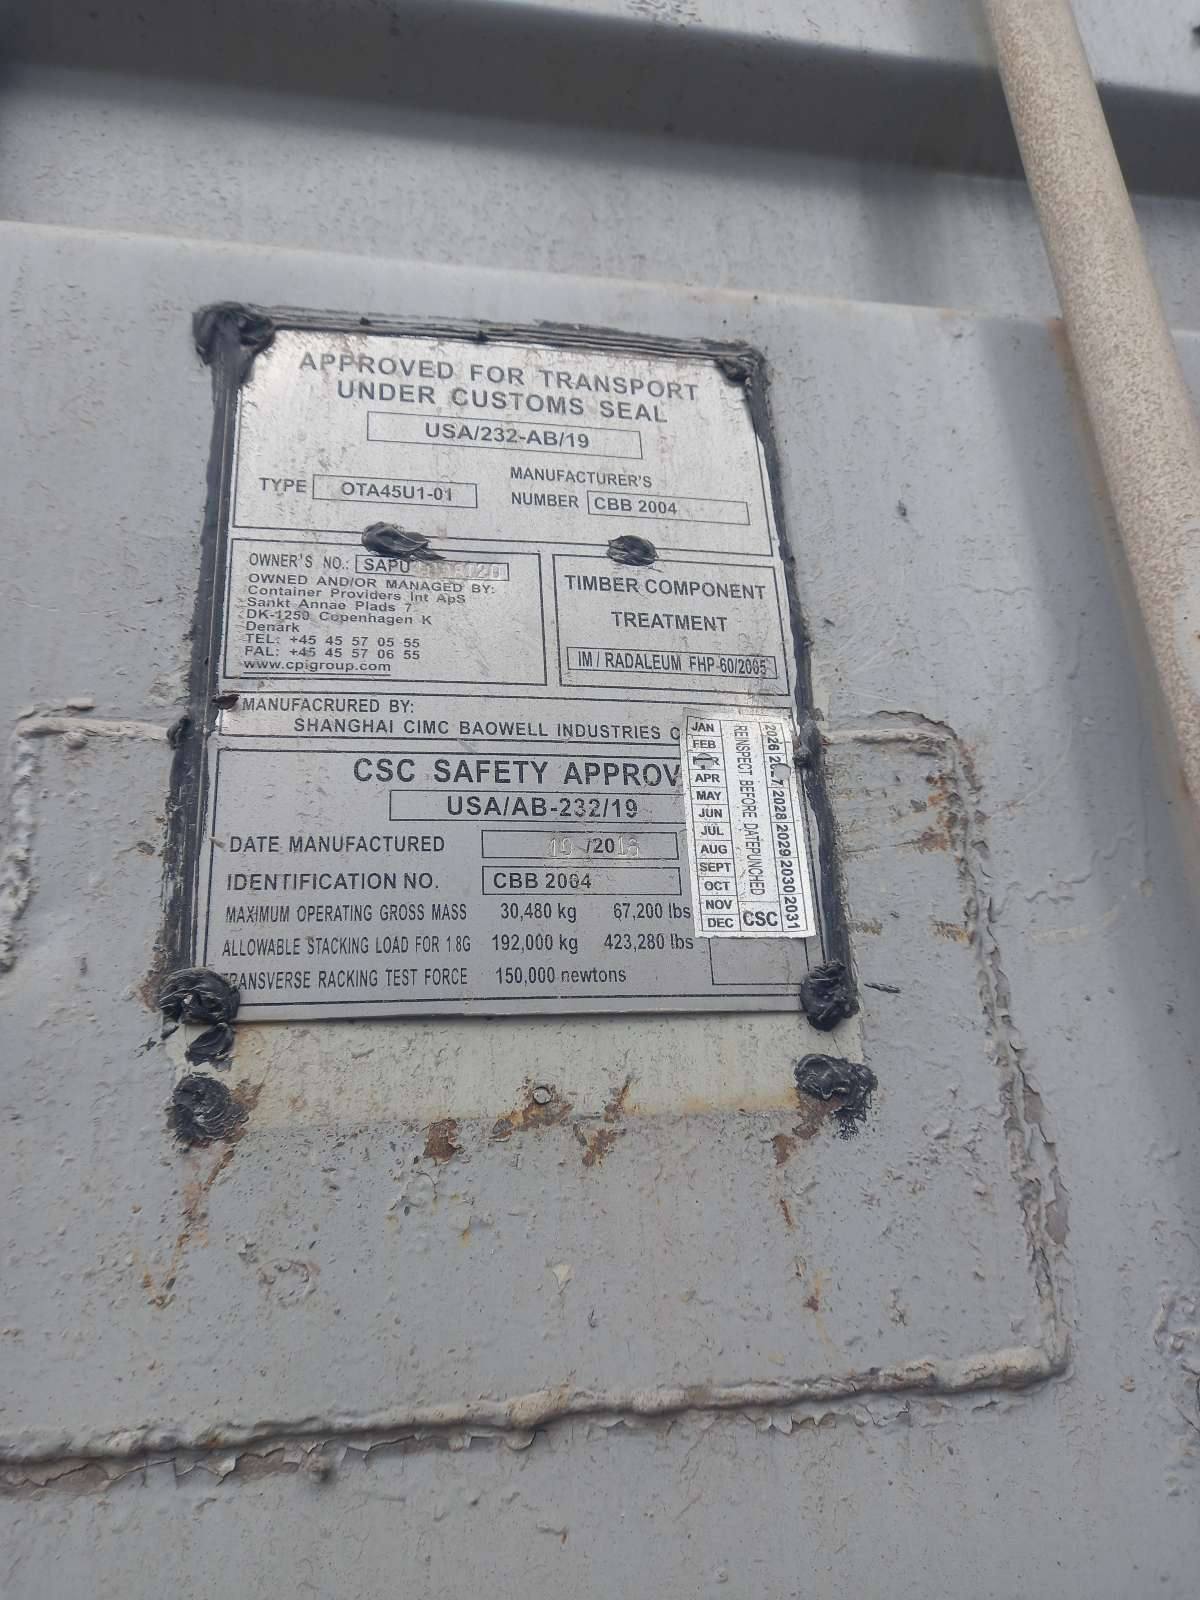 APPROVED FOR TRANSPORT
UNDER CUSTOMS SEAL
USA/232-AB/19
TYPE OTA45U1-01
MANUFACTURER'S
NUMBER CBB 2004
OWNER'S NO.: SAPU
OWNED AND/OR MANAGED BY:
Container Providers Int ApS
Sankt Annae Plads 7
DK-1250 Copenhagen K
Denark
TEL: +45 45 57 05 55
FAL: +45 45 57 06 55
www.cpigroup.com
TIMBER COMPONENT
TREATMENT
IM / RADALEUM FHP 60/2005
MANUFACRURED BY:
SHANGHAI CIMC BAOWELL INDUSTRIES
CSC SAFETY APPROV
USA/AB-232/19
DATE MANUFACTURED /20
IDENTIFICATION NO. CBB 2004
MAXIMUM OPERATING GROSS MASS 30,480 kg 67,200 lbs
ALLOWABLE STACKING LOAD FOR 1.8G 192,000 kg 423,280 lbs
TRANSVERSE RACKING TEST FORCE 150,000 newtons
JAN
FEB
APR
MAY
JUN
JUL
AUG
SEPT
OCT
NOV
DEC
REINSPECT BEFORE DATEPUNCHED
CSC
2026 2028 2029 2030 2031